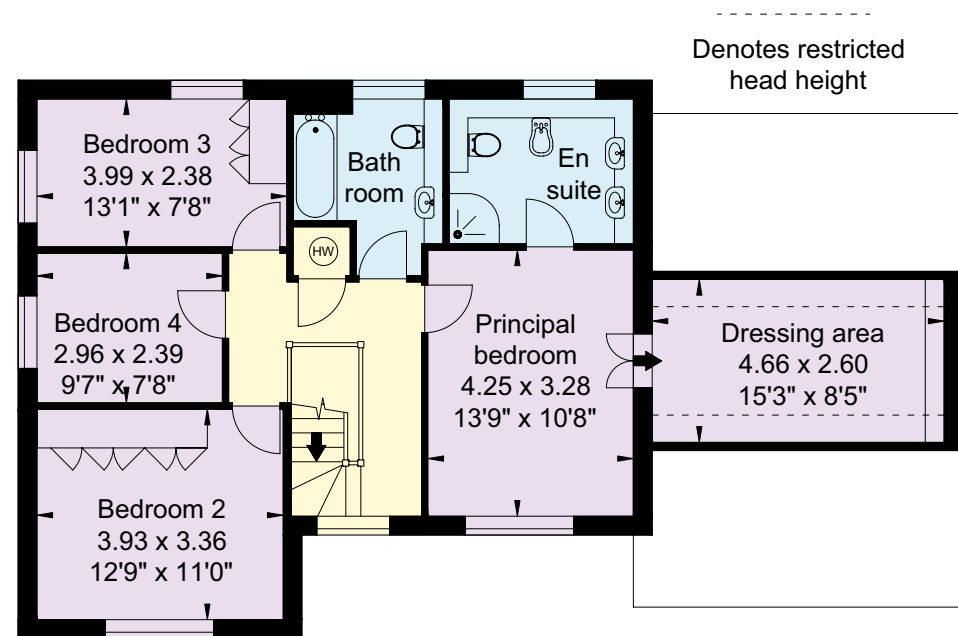 Denotes restricted
head height
Bedroom 3
3.99 x 2.38
13'1" x 7'8"
Bath
room
En
suite
HW
Bedroom 4
2.96 x 2.39
9'7" x 7'8"
Principal
bedroom
4.25 x 3.28
13'9" x 10'8"
Dressing area
4.66 x 2.60
15'3" x 8'5"
Bedroom 2
3.93 x 3.36
12'9" x 11'0"